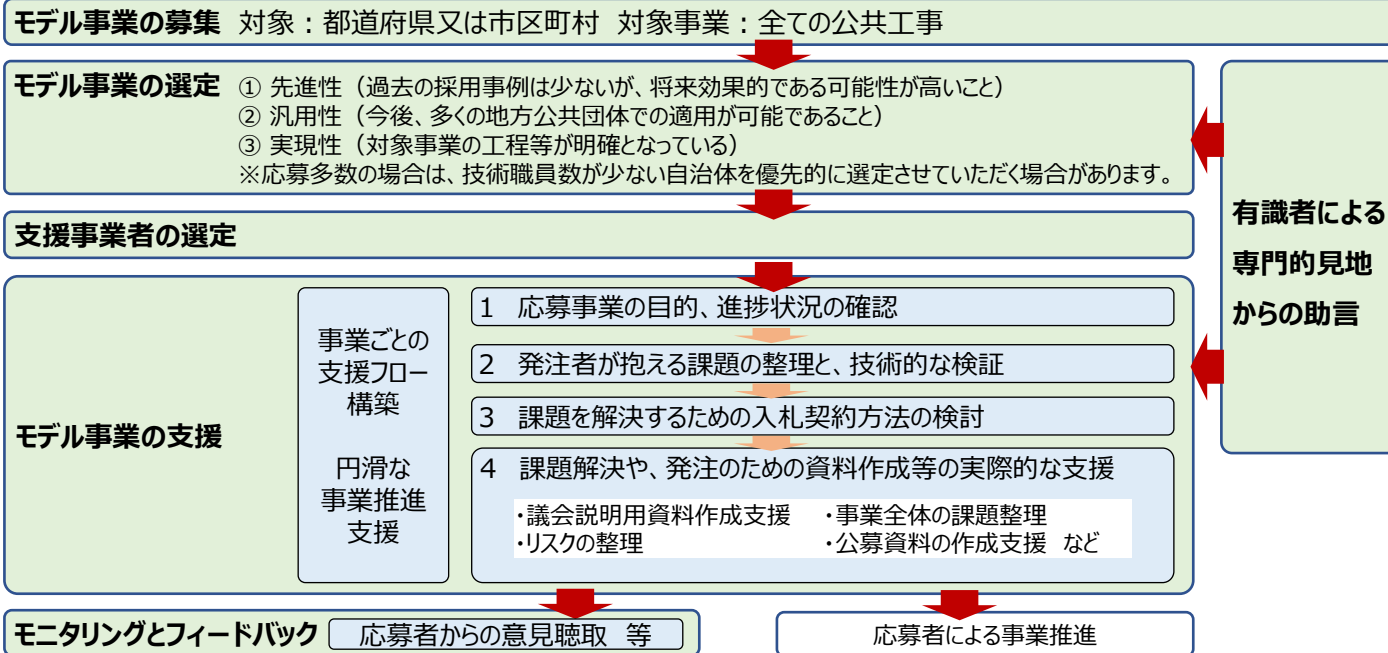 モデル事業の募集 対象：都道府県又は市区町村 対象事業：全ての公共工事
モデル事業の選定 ① 先進性（過去の採用事例は少ないが、将来効果的である可能性が高いこと）
② 汎用性（今後、多くの地方公共団体での適用が可能であること）
③ 実現性（対象事業の工程等が明確となっている）
※応募多数の場合は、技術職員数が少ない自治体を優先的に選定させていただく場合があります。
支援事業者の選定
モデル事業の支援
事業ごとの
支援フロー
構築
円滑な
事業推進
支援
1 応募事業の目的、進捗状況の確認
2 発注者が抱える課題の整理と、技術的な検証
3 課題を解決するための入札契約方法の検討
4 課題解決や、発注のための資料作成等の実際的な支援
・議会説明用資料作成支援 ・事業全体の課題整理
・リスクの整理 ・公募資料の作成支援 など
有識者による
専門的見地
からの助言
モニタリングとフィードバック 応募者からの意見聴取 等
応募者による事業推進